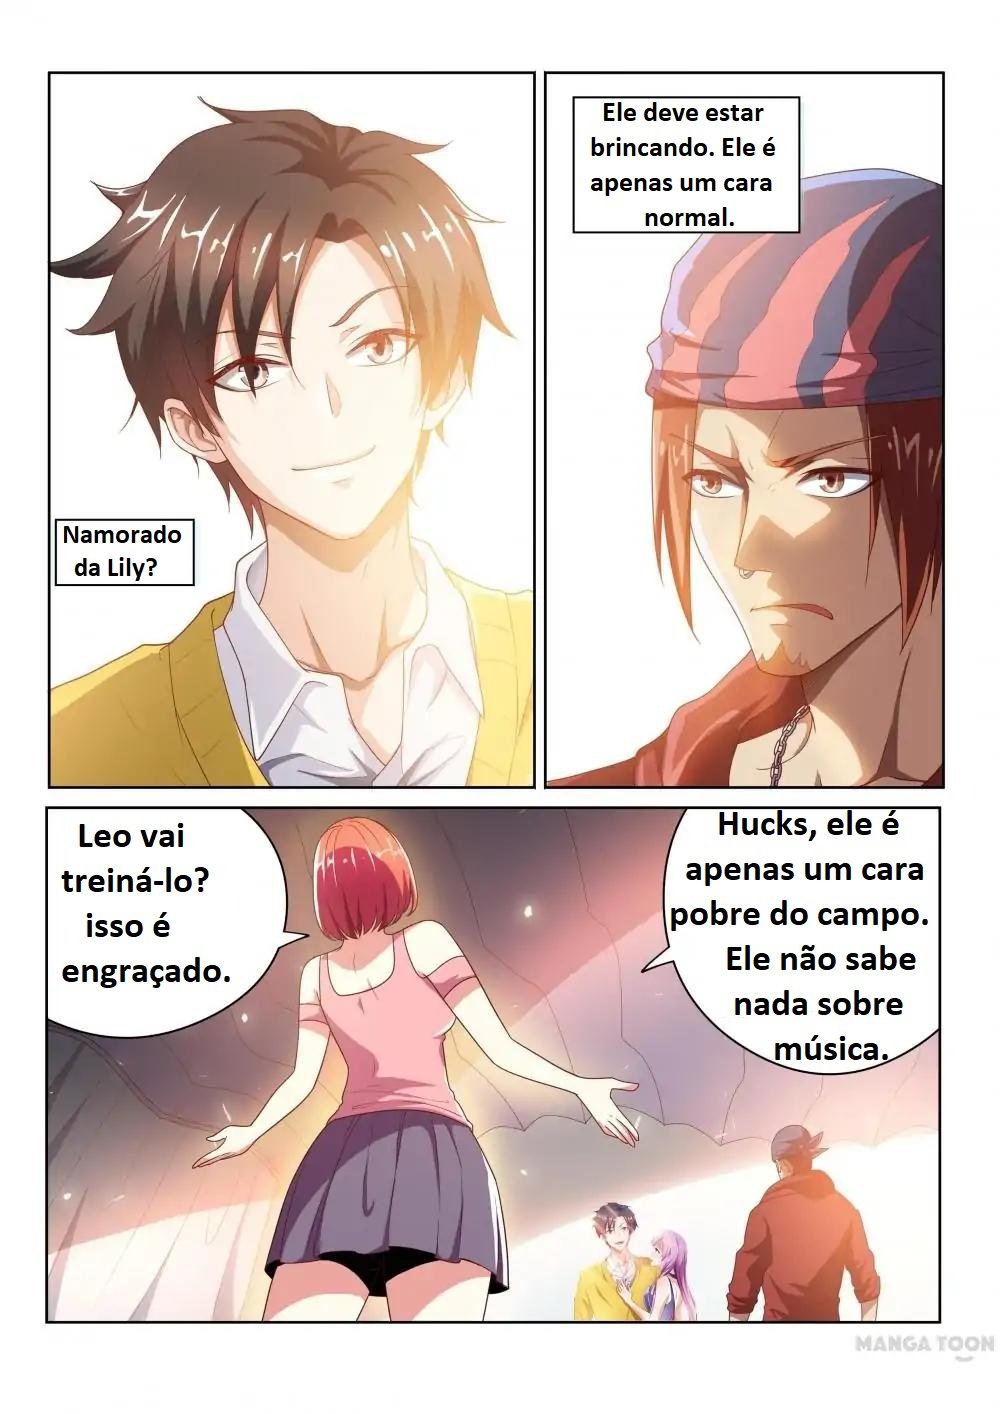 Namorado
da Lily?
Ele deve estar
brincando. Ele é
apenas um cara
normal.
Leo vai
treiná-lo?
isso é
engraçado.
Hucks, ele é
apenas um cara
pobre do campo.
Ele não sabe
nada sobre
música.
MANGA TOON